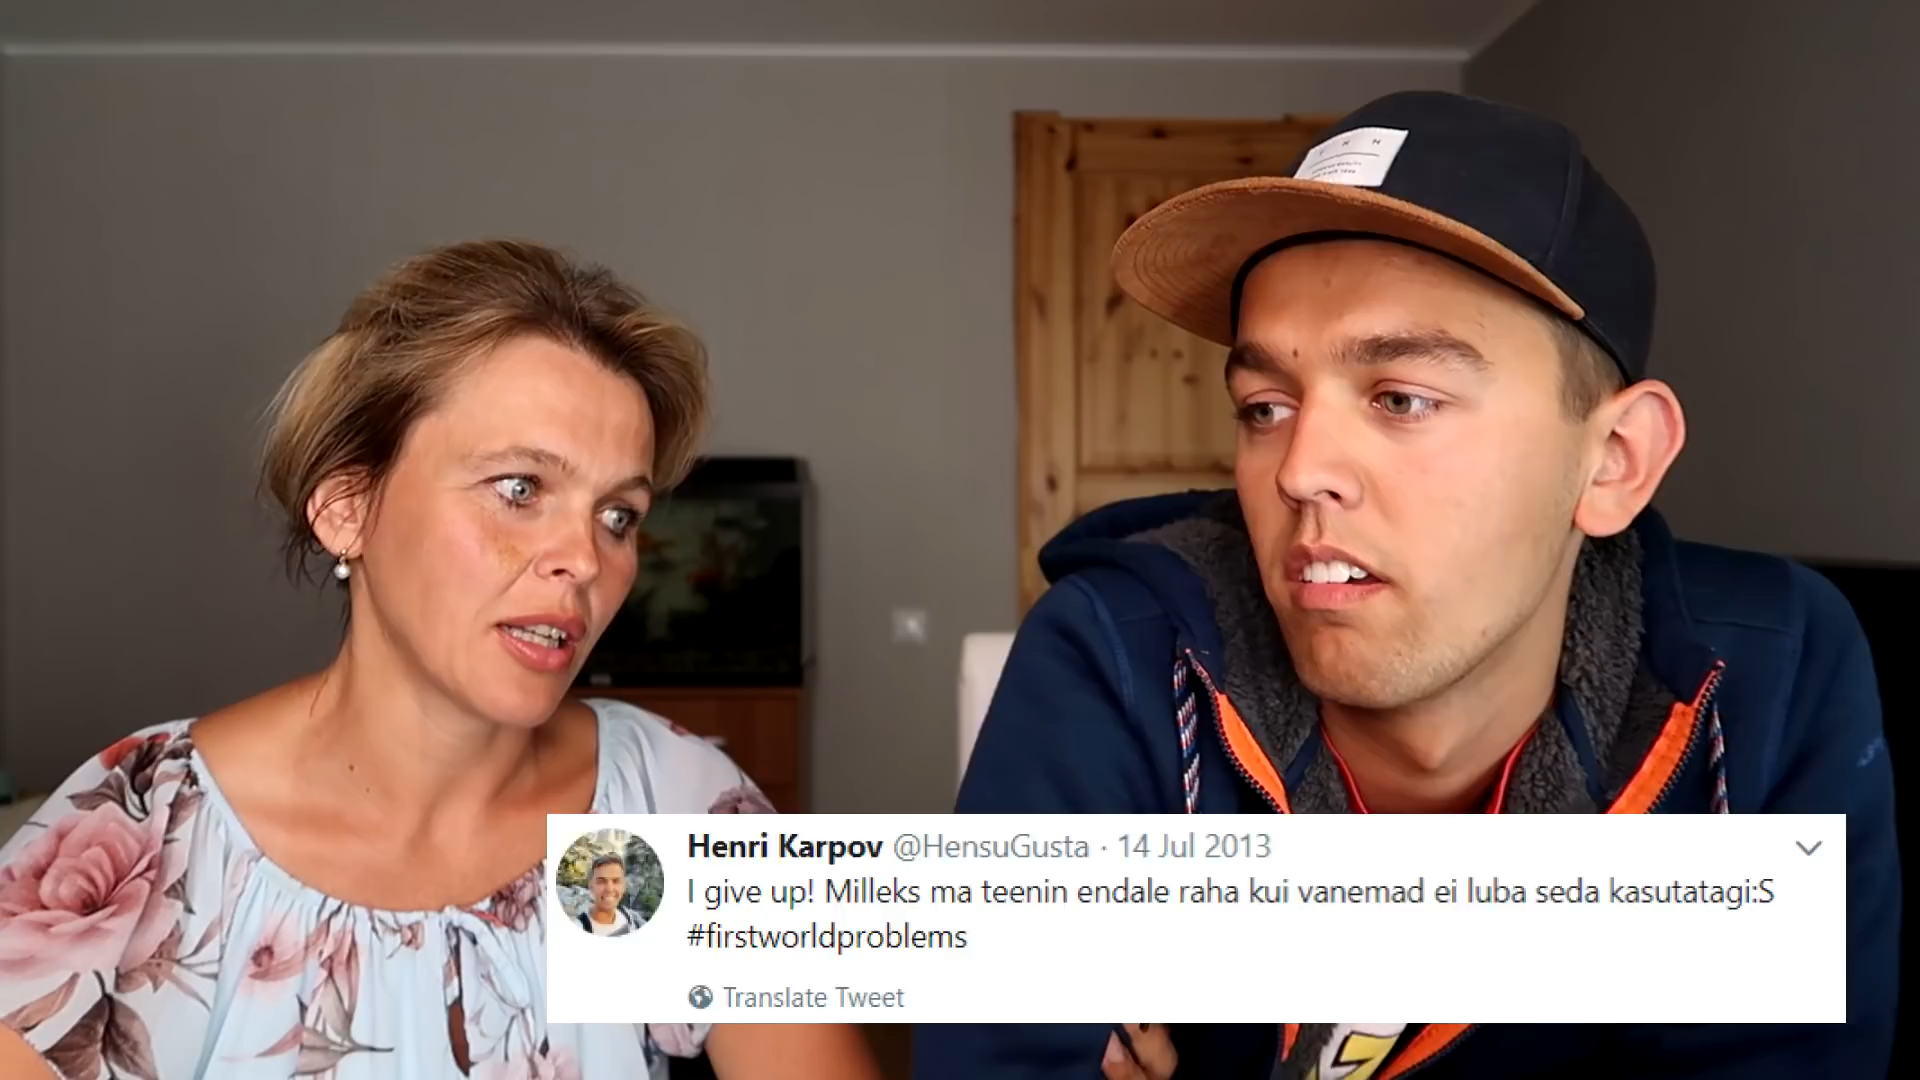 Henri Karpov @HensuGusta · 14 Jul 2013
I give up! Milleks ma teenin endale raha kui vanemad ei luba seda kasutatagi:S
#firstworldproblems
Translate Tweet